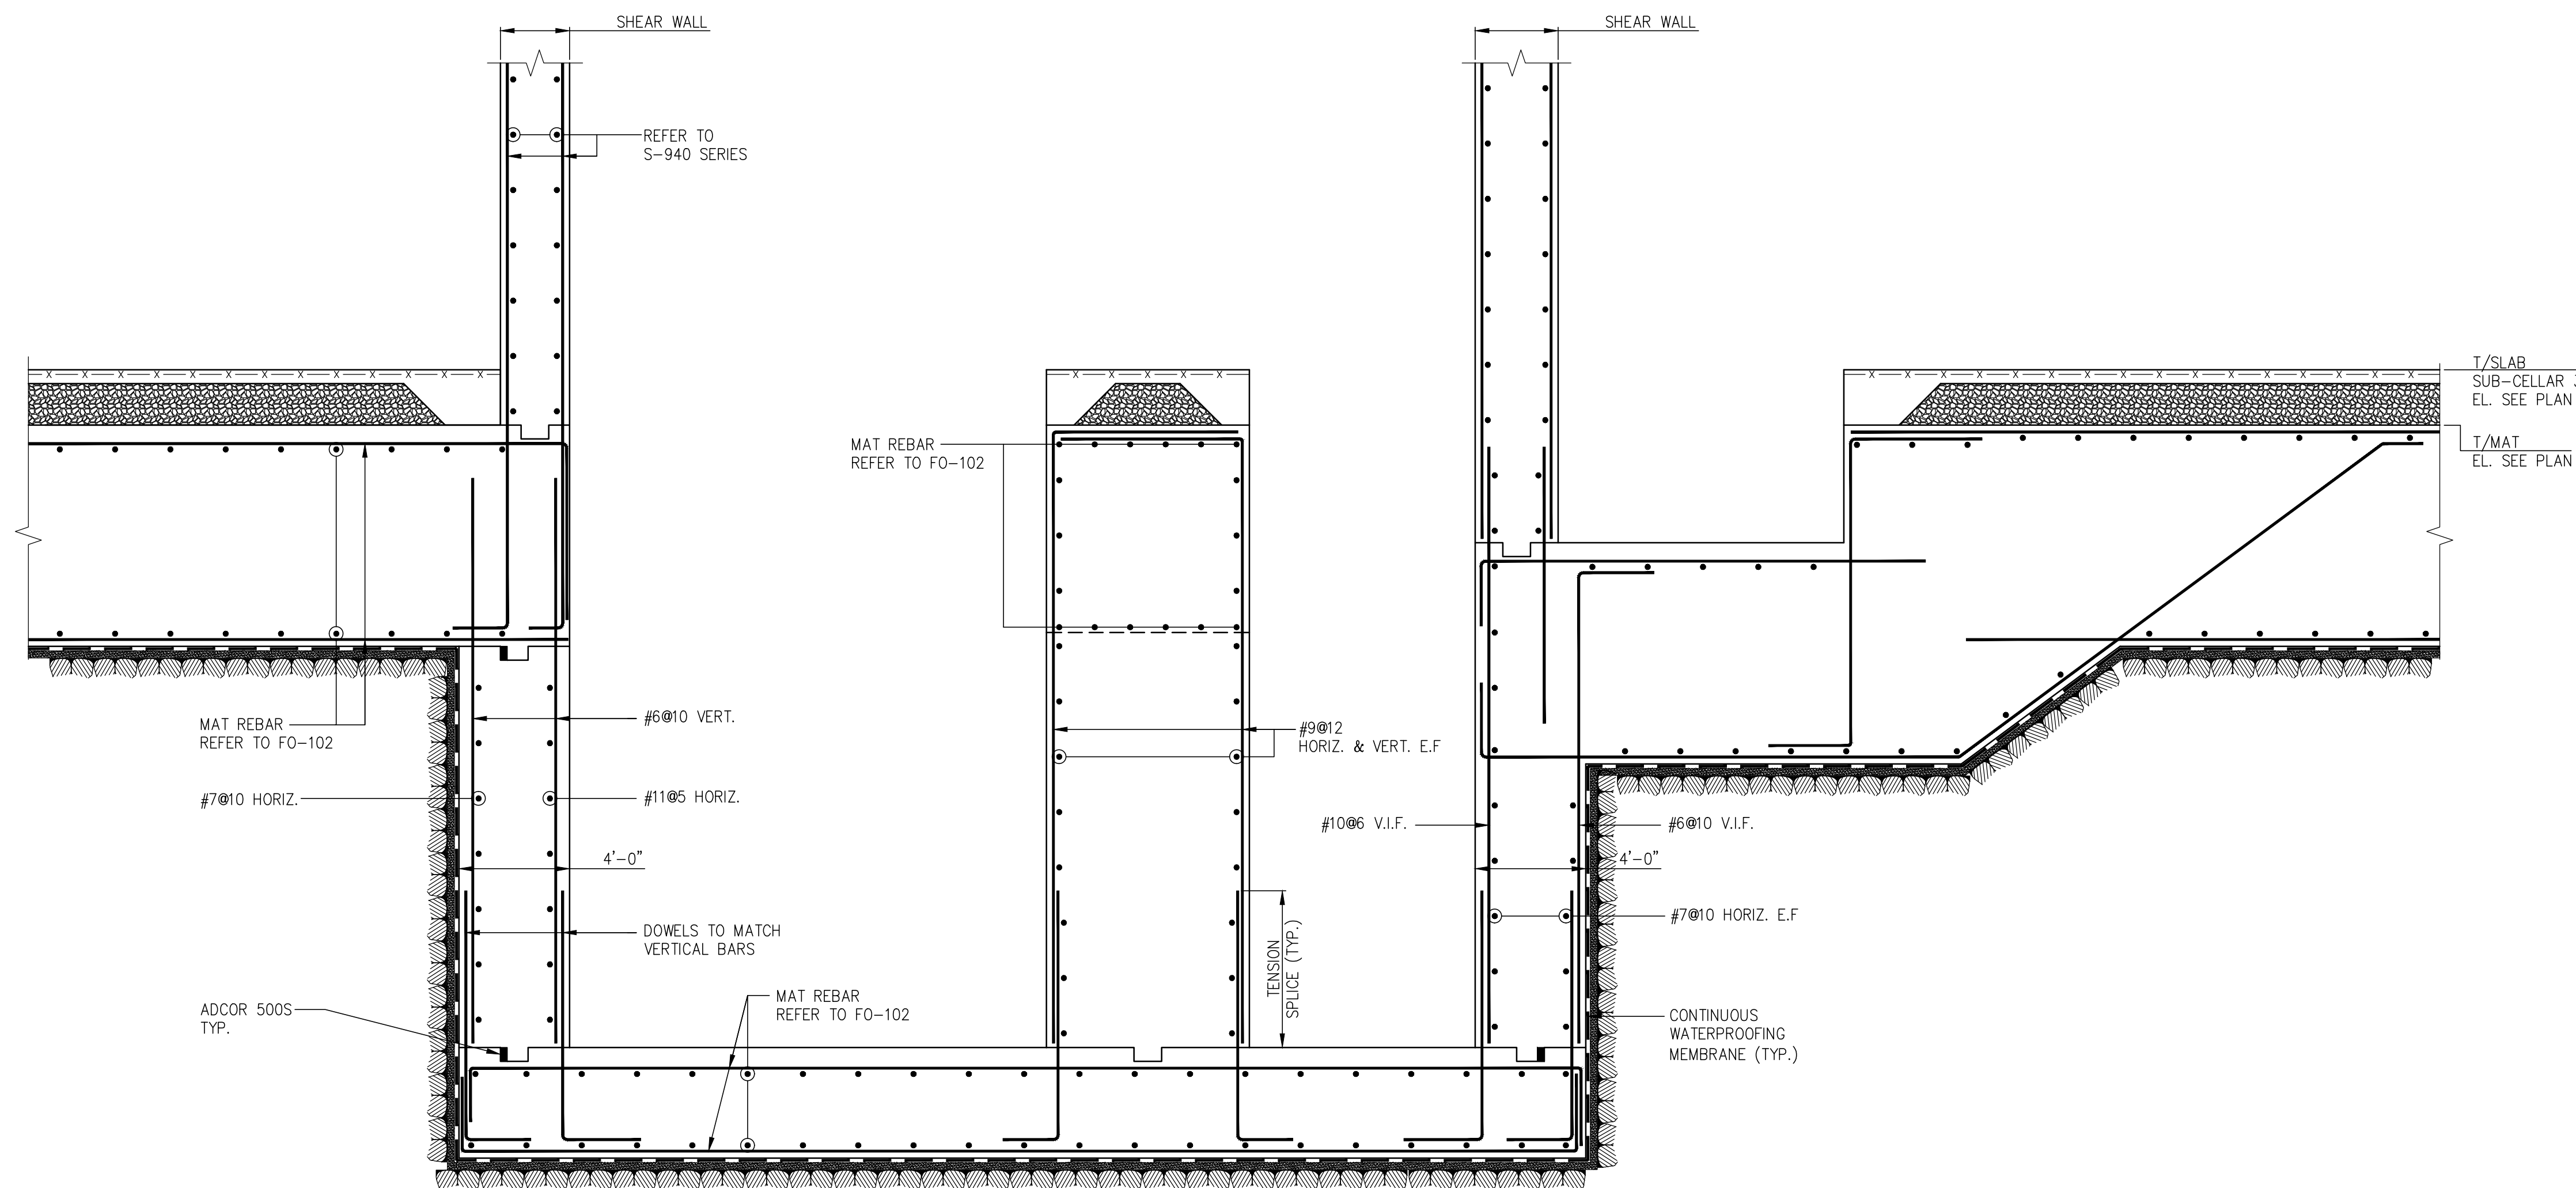 SHEAR WALL
SHEAR WALL
REFER TO
S-940 SERIES
T/SLAB
SUB-CELLAR
EL. SEE PLAN
T/MAT
EL. SEE PLAN
MAT REBAR
REFER TO FO-102
MAT REBAR
REFER TO FO-102
#6@10 VERT.
#9@12
HORIZ. & VERT. E.F
#7@10 HORIZ.
#11@5 HORIZ.
#10@6 V.I.F.
#6@10 V.I.F.
4'-0"
4'-0"
DOWELS TO MATCH
VERTICAL BARS
TENSION
SPLICE (TYP.)
#7@10 HORIZ. E.F
ADCOR 500S
TYP.
MAT REBAR
REFER TO FO-102
CONTINUOUS
WATERPROOFING
MEMBRANE (TYP.)